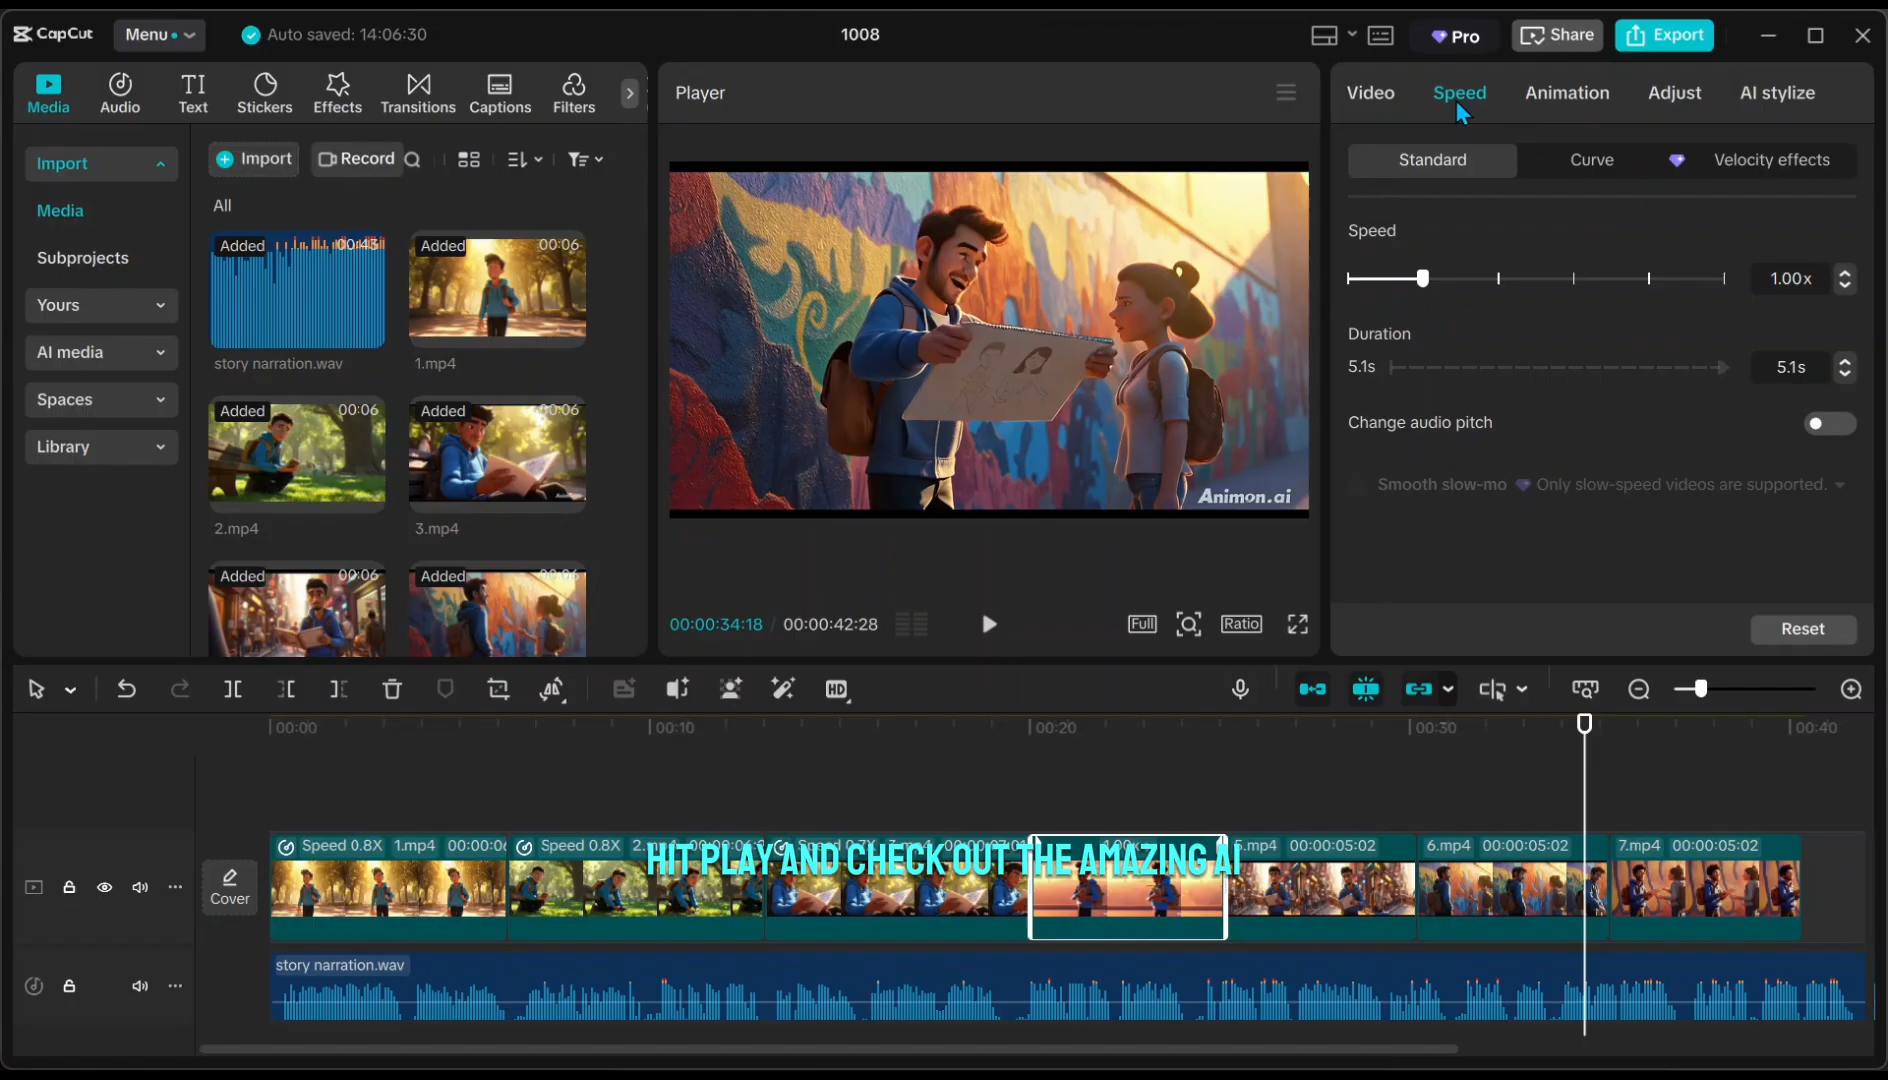 CapCut
Menu
Auto saved: 14:06:30
1008
Pro
Share
Export
Media
Audio
TI
Text
Stickers
Effects
Transitions
Captions
Filters
Player
Video
Speed
Animation
Adjust
AI stylize
Import
Media
Subprojects
Yours
AI media
Spaces
Library
Import
Record
All
Added
00:43
story narration.wav
Added
00:06
1.mp4
Added
00:06
2.mp4
Added
00:06
3.mp4
Added
00:06
Added
00:06
Animon.ai
00:00:34:18 / 00:00:42:28
Full
Ratio
Standard
Curve
Velocity effects
Speed
1.00x
Duration
5.1s
5.1s
Change audio pitch
Smooth slow-mo
Only slow-speed videos are supported.
Reset
HD
00:00
00:10
00:20
00:30
00:40
Cover
Speed 0.8X 1.mp4
Speed 0.8X
5.mp4 00:00:05:02
6.mp4 00:00:05:02
7.mp4 00:00:05:02
HIT PLAY AND CHECK OUT THE AMAZING AI
story narration.wav